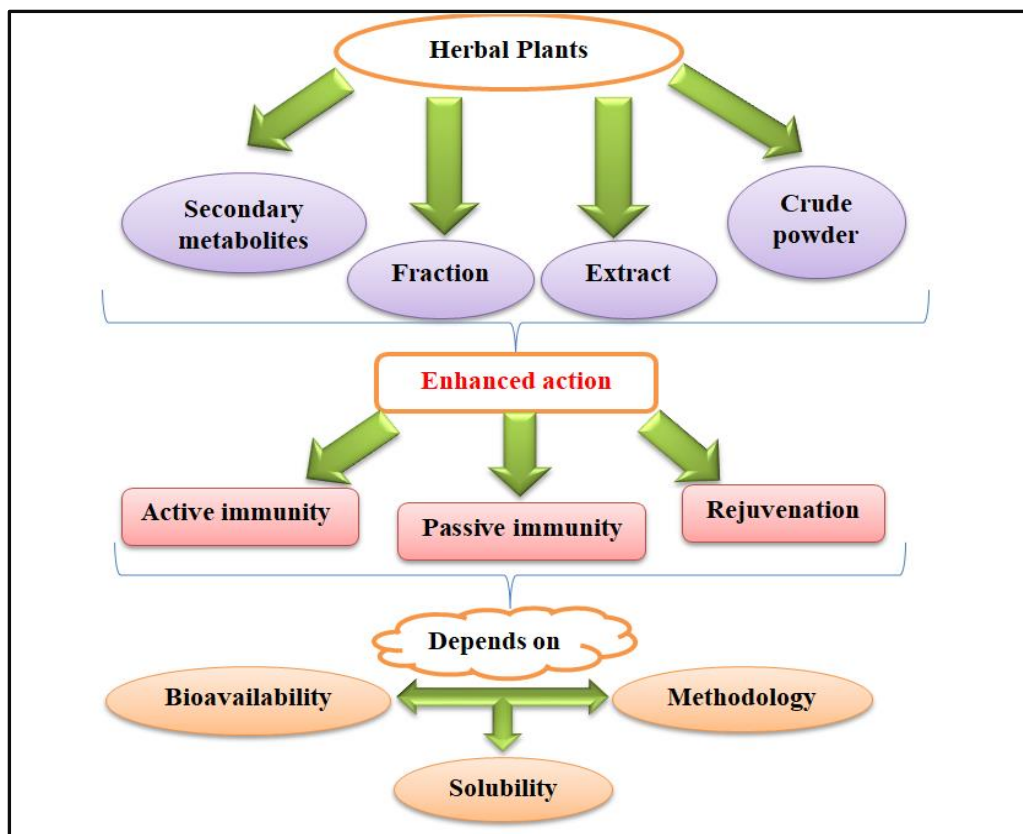 Herbal Plants
Secondary
metabolites
Fraction
Extract
Crude
powder
Enhanced action
Active immunity
Passive immunity
Rejuvenation
Depends on
Bioavailability
Methodology
Solubility